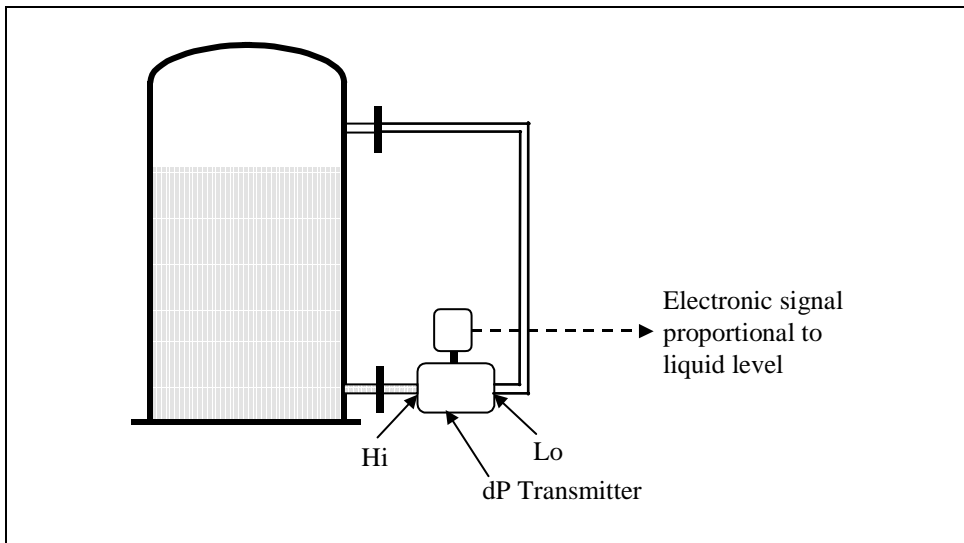 Electronic signal
proportional to
liquid level
Hi
Lo
dP Transmitter